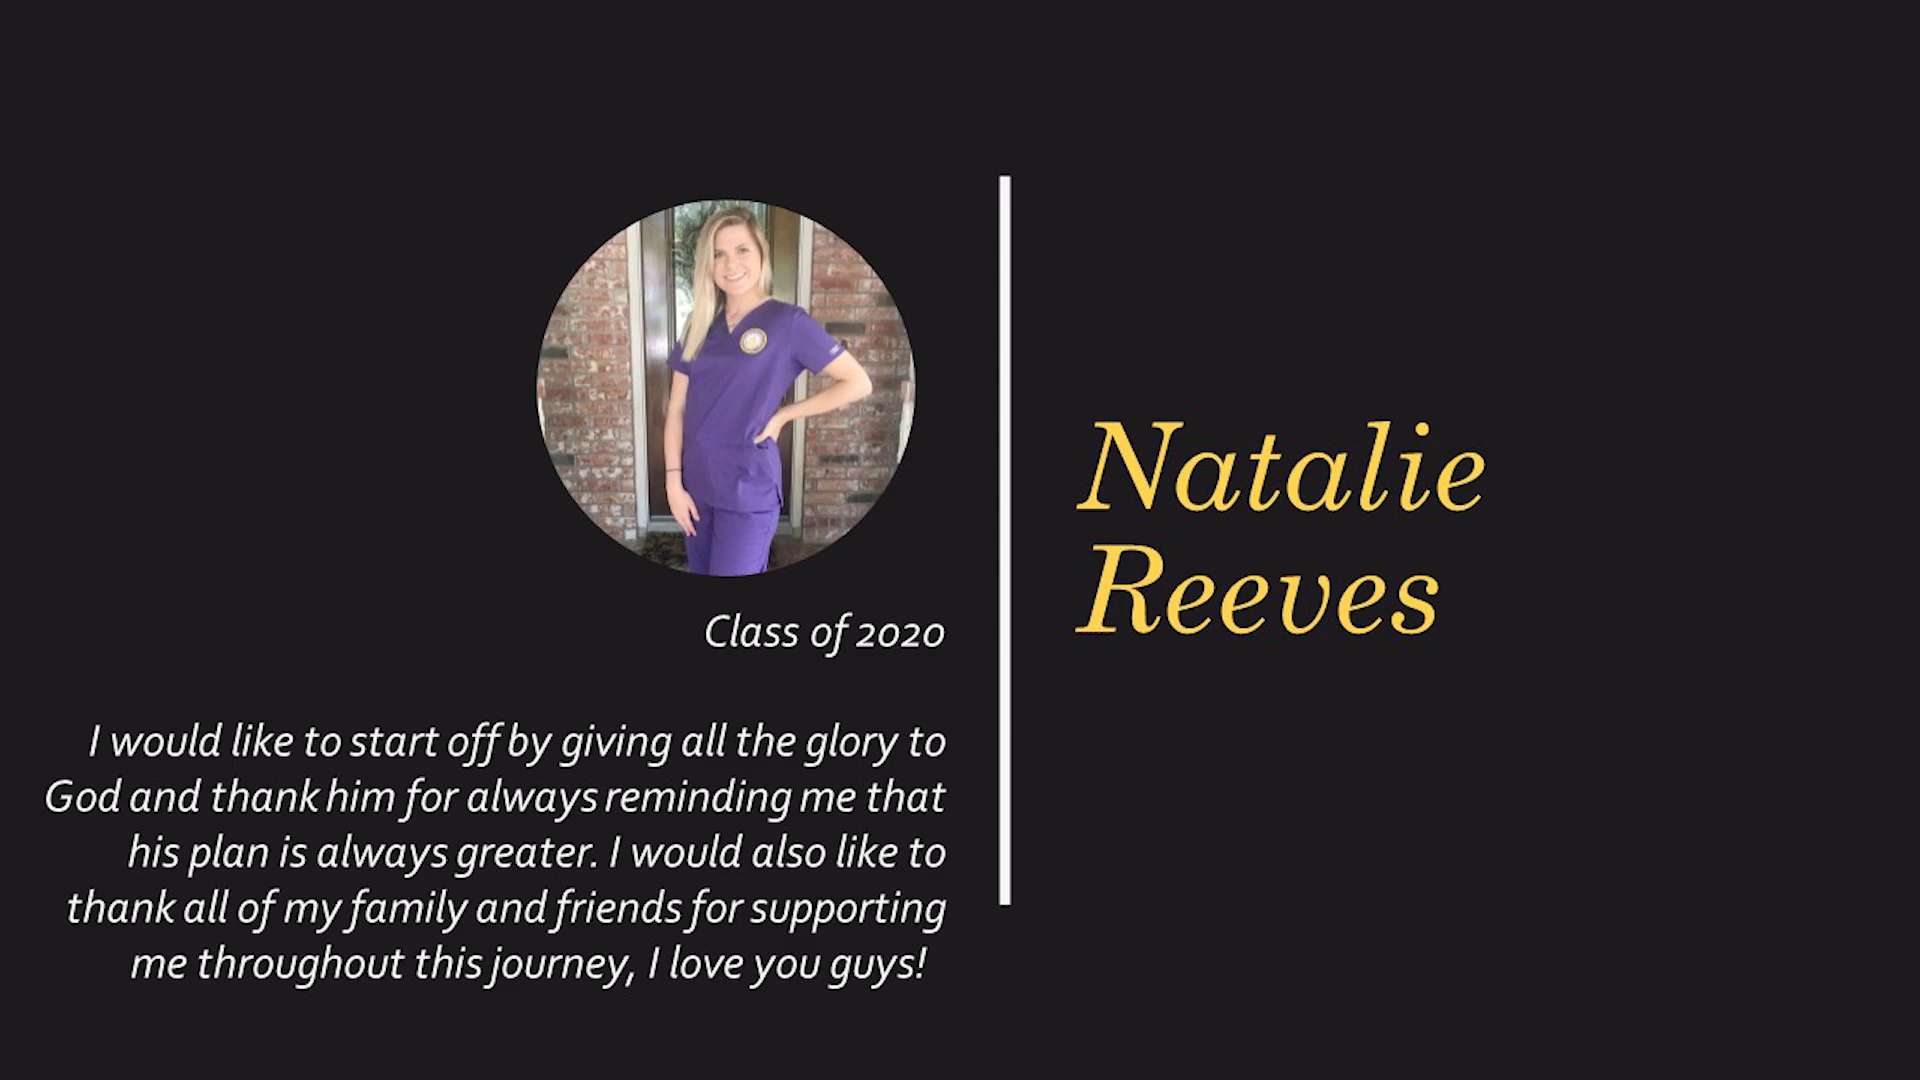 Class of 2020
I would like to start off by giving all the glory to
God and thank him for always reminding me that
his plan is always greater. I would also like to
thank all of my family and friends for supporting
me throughout this journey, I love you guys!
Natalie
Reeves